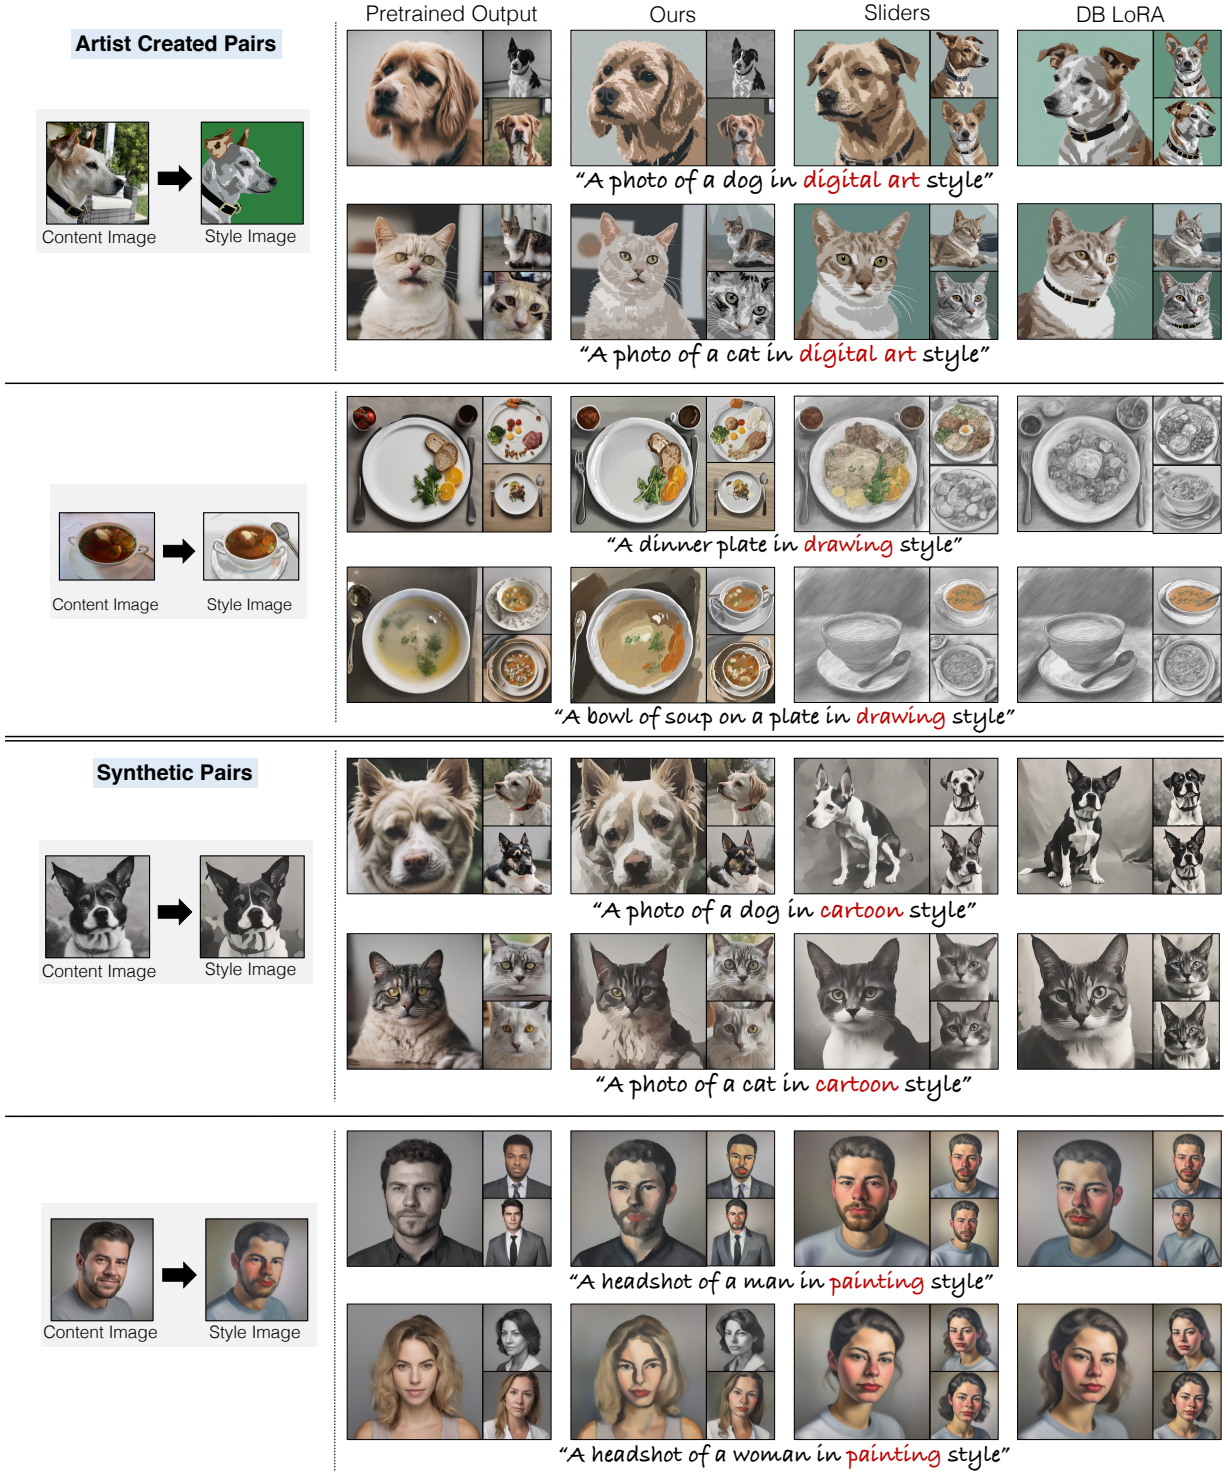 Pretrained Output Ours Sliders DB LoRA
Artist Created Pairs
Content Image Style Image
“A photo of a dog in digital art style”
“A photo of a cat in digital art style”
Content Image Style Image
“A dinner plate in drawing style”
“A bowl of soup on a plate in drawing style”
Synthetic Pairs
Content Image Style Image
“A photo of a dog in cartoon style”
“A photo of a cat in cartoon style”
Content Image Style Image
“A headshot of a man in painting style”
“A headshot of a woman in painting style”